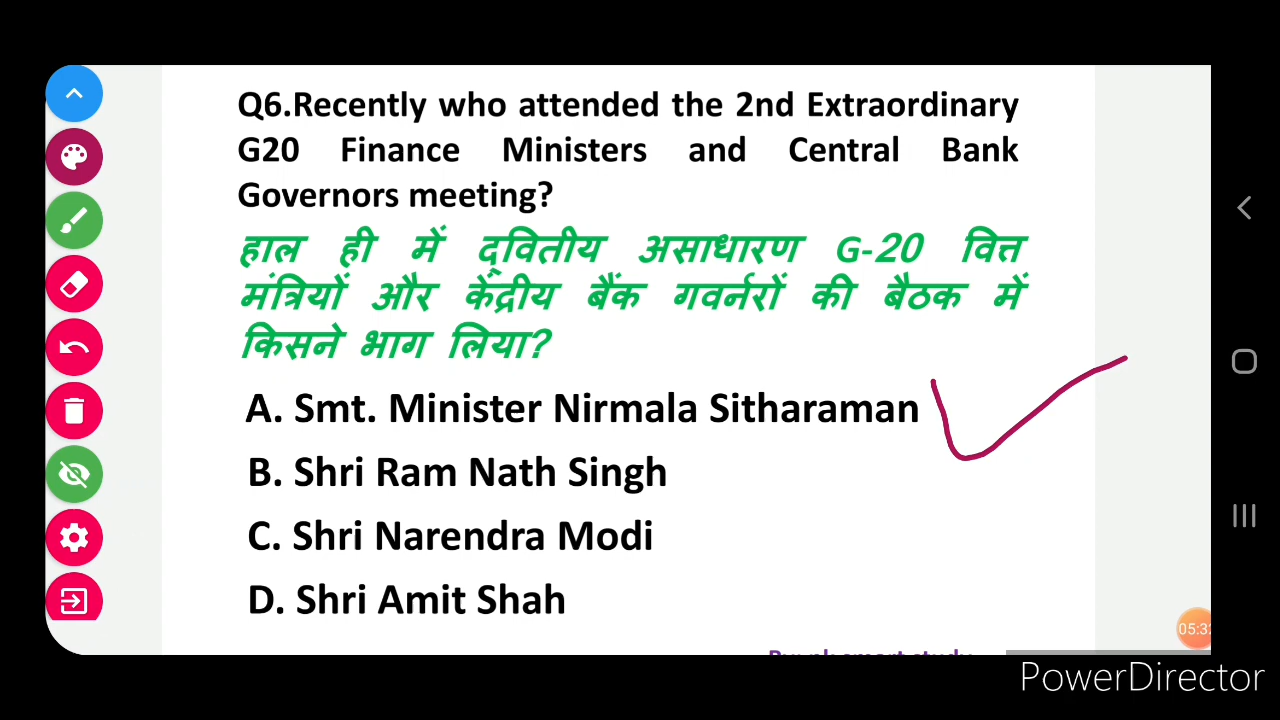 Q6.Recently who attended the 2nd Extraordinary
G20 Finance Ministers and Central Bank
Governors meeting?
हाल ही में द्वितीय असाधारण G-20 वित्त
मंत्रियों और केंद्रीय बैंक गवर्नरों की बैठक में
किसने भाग लिया?
A. Smt. Minister Nirmala Sitharaman
B. Shri Ram Nath Singh
C. Shri Narendra Modi
D. Shri Amit Shah
05:32
PowerDirector